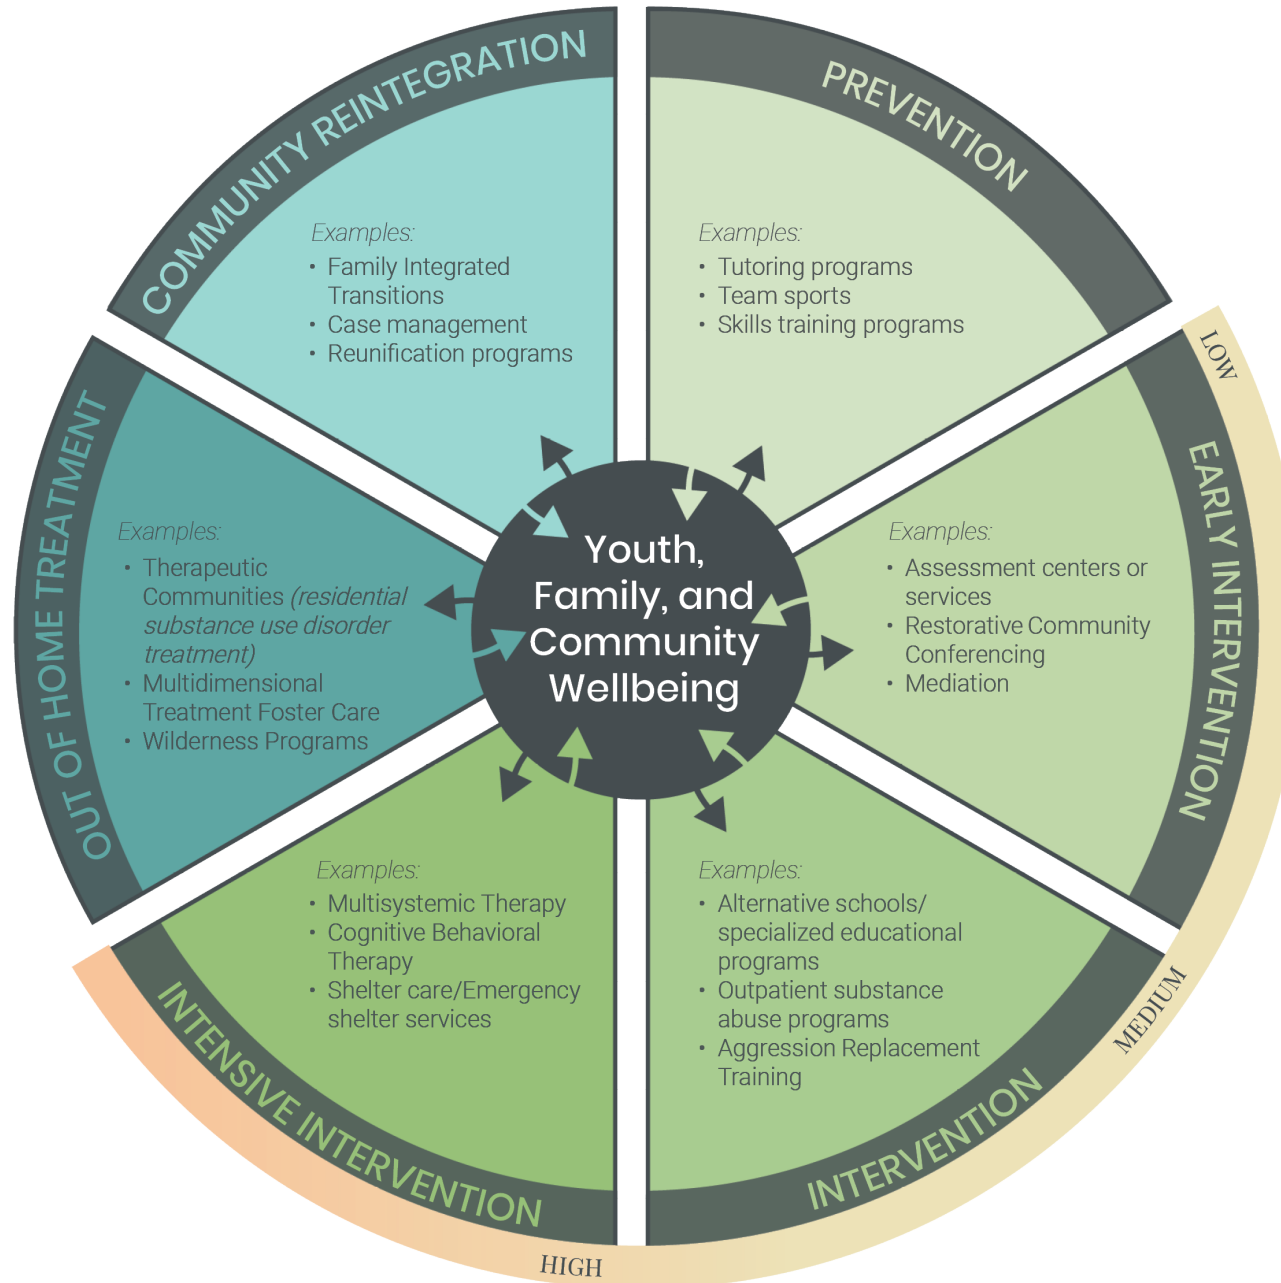 COMMUNITY REINTEGRATION
Examples:
• Family Integrated
Transitions
• Case management
• Reunification programs
PREVENTION
Examples:
• Tutoring programs
• Team sports
• Skills training programs
LOW
EARLY INTERVENTION
Examples:
• Assessment centers or
services
• Restorative Community
Conferencing
• Mediation
MEDIUM
INTERVENTION
Examples:
• Alternative schools/
specialized educational
programs
• Outpatient substance
abuse programs
• Aggression Replacement
Training
HIGH
INTENSIVE INTERVENTION
Examples:
• Multisystemic Therapy
• Cognitive Behavioral
Therapy
• Shelter care/Emergency
shelter services
OUT OF HOME TREATMENT
Examples:
• Therapeutic
Communities (residential
substance use disorder
treatment)
• Multidimensional
Treatment Foster Care
• Wilderness Programs
Youth,
Family, and
Community
Wellbeing